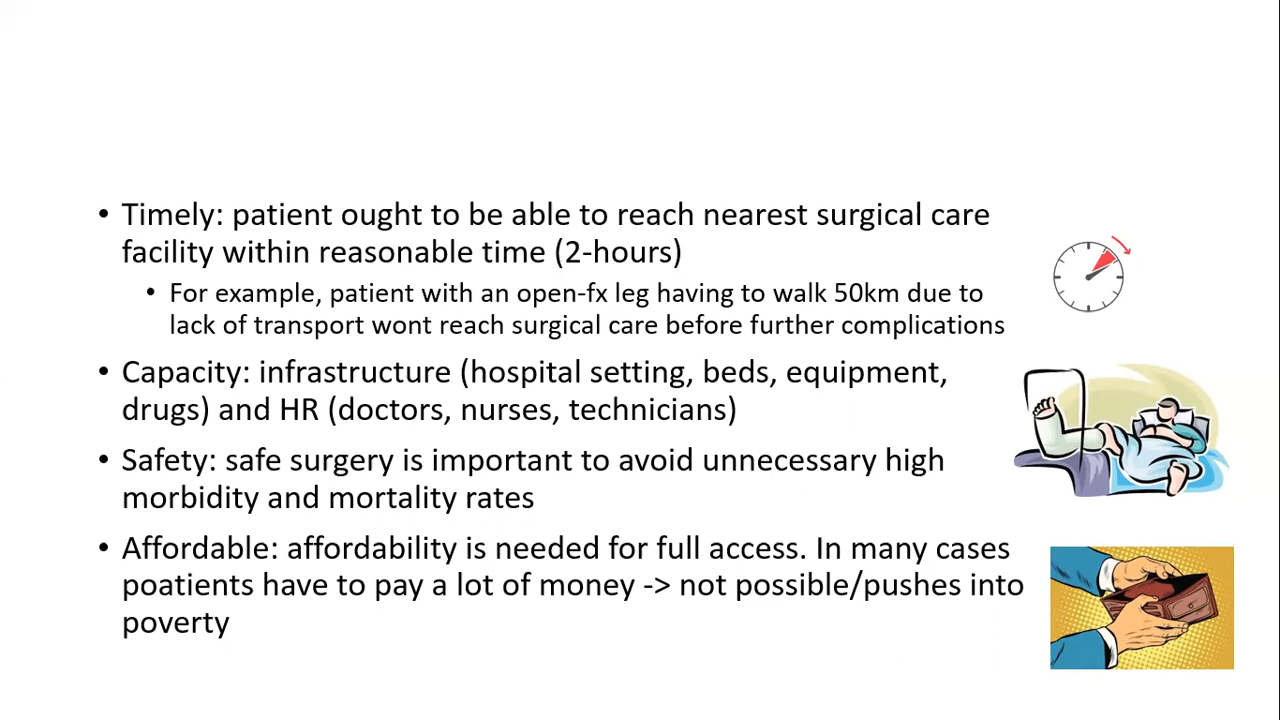 • Timely: patient ought to be able to reach nearest surgical care
facility within reasonable time (2-hours)
• For example, patient with an open-fx leg having to walk 50km due to
lack of transport wont reach surgical care before further complications
• Capacity: infrastructure (hospital setting, beds, equipment,
drugs) and HR (doctors, nurses, technicians)
• Safety: safe surgery is important to avoid unnecessary high
morbidity and mortality rates
• Affordable: affordability is needed for full access. In many cases
poatients have to pay a lot of money -> not possible/pushes into
poverty